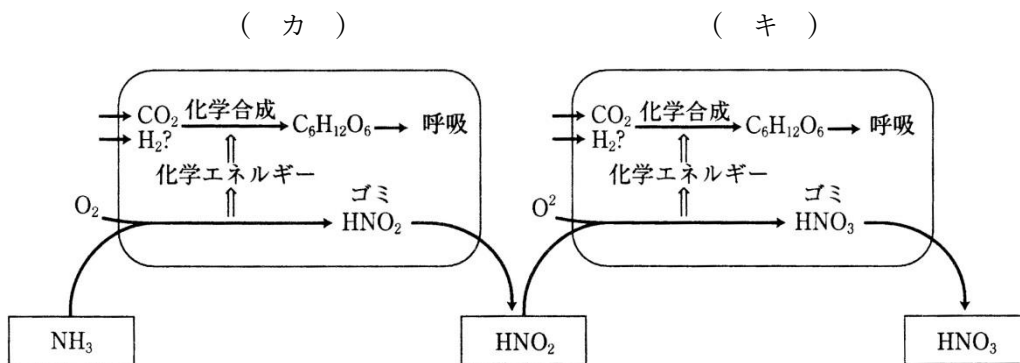 ( カ )
( キ )
CO₂ 化学合成 C₆H₁₂O₆ 呼吸
H₂?
化学エネルギー
ゴミ
O₂
HNO₂
CO₂ 化学合成 C₆H₁₂O₆ 呼吸
H₂?
化学エネルギー
ゴミ
O²
HNO₃
NH₃
HNO₂
HNO₃